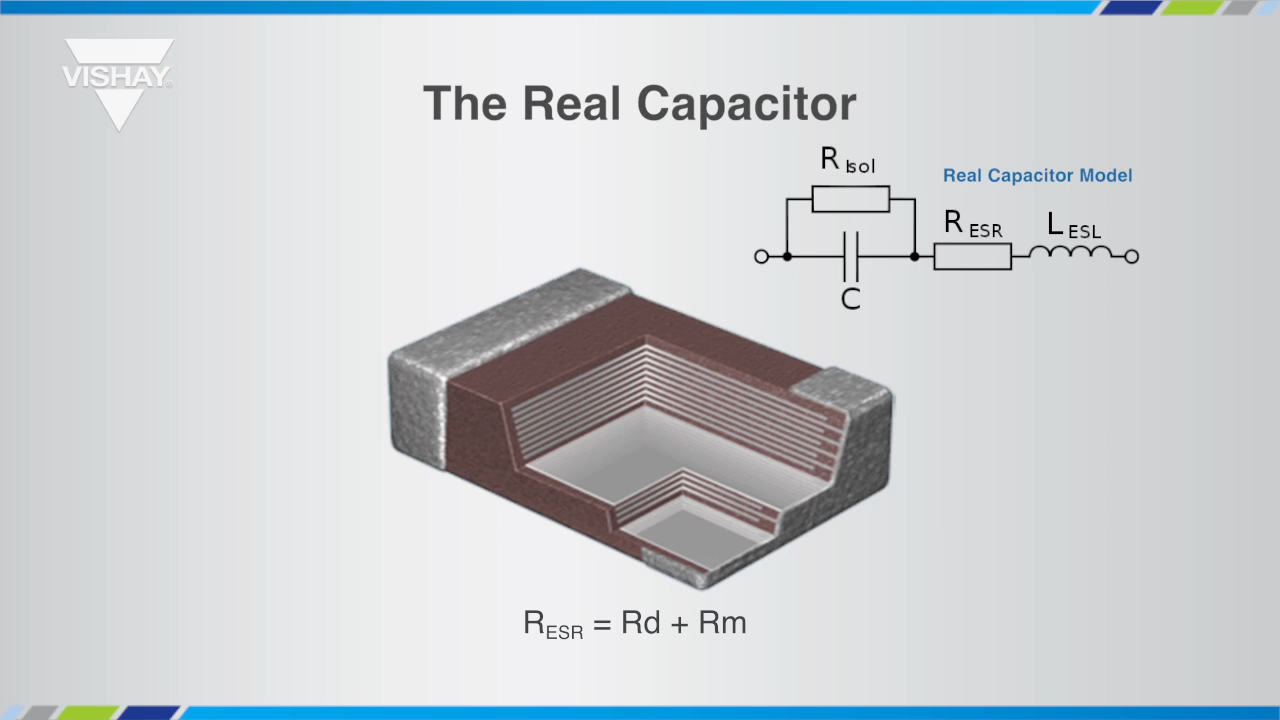 VISHAY
The Real Capacitor
R Isol
Real Capacitor Model
R ESR
L ESL
C
RESR = Rd + Rm